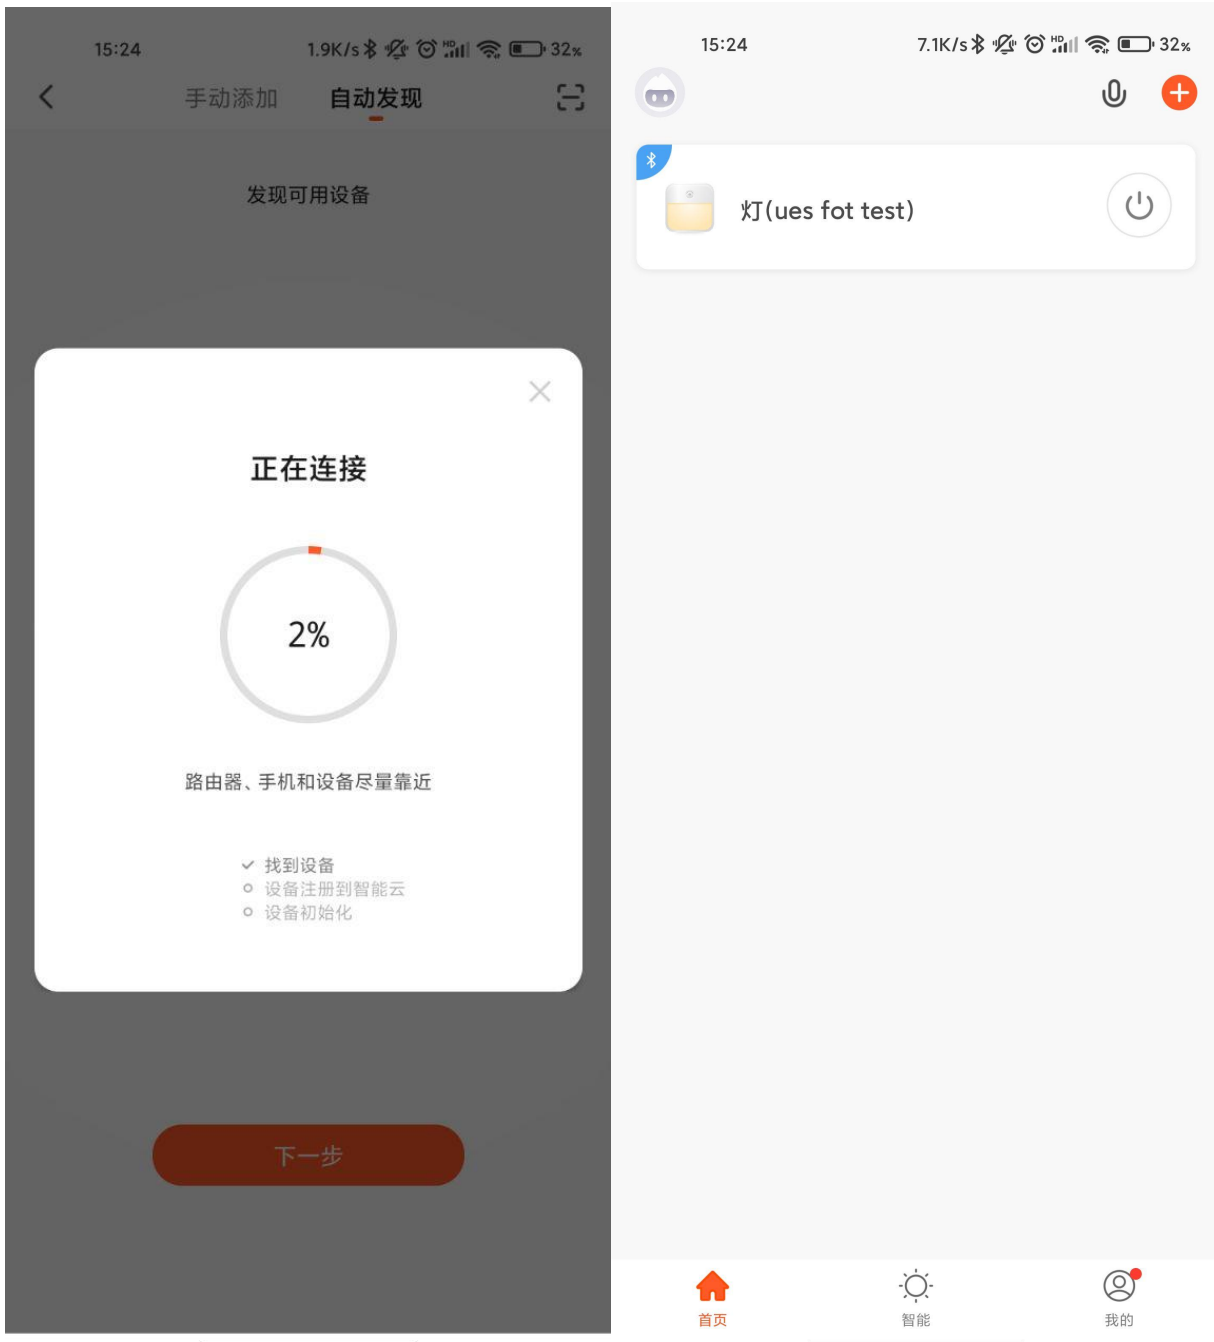 15:24 1.9K/s HD 32%
手动添加 自动发现
发现可用设备
正在连接
2%
路由器、手机和设备尽量靠近
找到设备
设备注册到智能云
设备初始化
下一步
15:24 7.1K/s HD 32%
灯(ues fot test)
首页 智能 我的